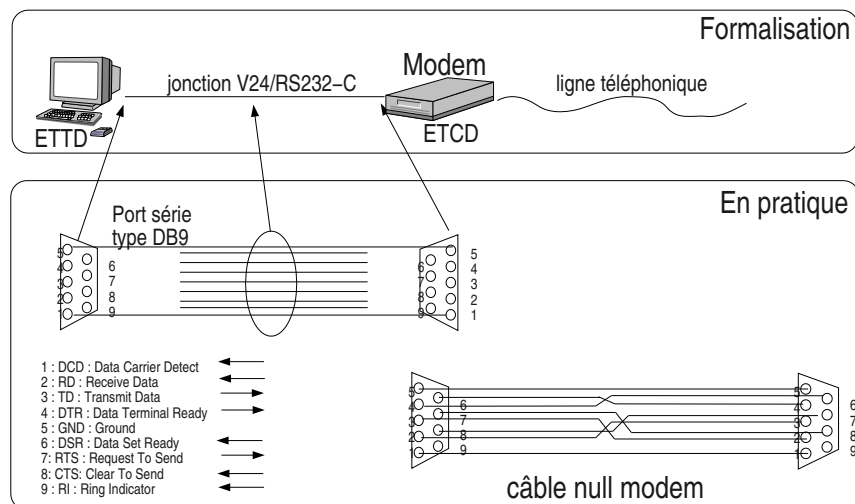 Formalisation
jonction V24/RS232–C
Modem
ligne téléphonique
ETTD
ETCD
En pratique
Port série
type DB9
5
4
3
2
1
6
7
8
9
6
7
8
9
5
4
3
2
1
1 : DCD : Data Carrier Detect
2 : RD : Receive Data
3 : TD : Transmit Data
4 : DTR : Data Terminal Ready
5 : GND : Ground
6 : DSR : Data Set Ready
7: RTS : Request To Send
8: CTS: Clear To Send
9 : RI : Ring Indicator
5
4
3
2
1
6
7
8
9
5
4
3
2
1
6
7
8
9
câble null modem